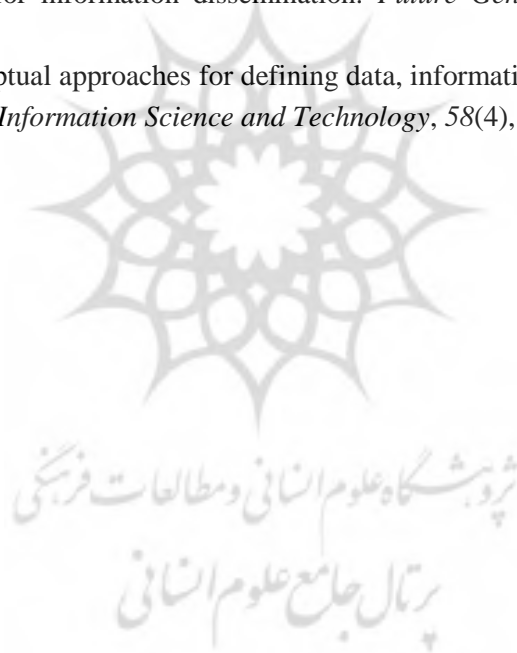 for information dissemination. Future Gen
ptual approaches for defining data, informati
Information Science and Technology, 58(4),
پژوهشگاه علوم انسانی و مطالعات فرهنگی
پرتال جامع علوم انسانی